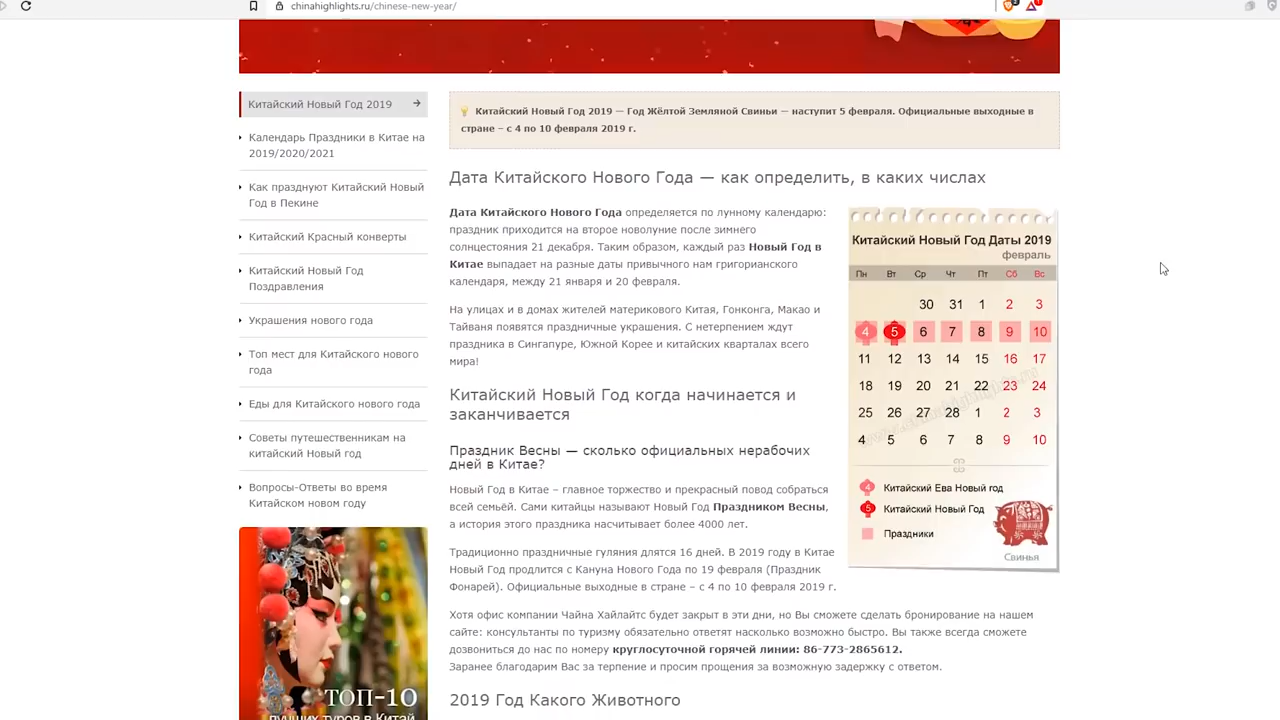 chinahighlights.ru/chinese-new-year/
Китайский Новый Год 2019
Календарь Праздники в Китае на
2019/2020/2021
Как празднуют Китайский Новый
Год в Пекине
Китайский Красный конверты
Китайский Новый Год
Поздравления
Украшения нового года
Топ мест для Китайского нового
года
Еды для Китайского нового года
Советы путешественникам на
китайский Новый год
Вопросы-Ответы во время
Китайском новом году
ТОП-10
лучших туров в Китай
Китайский Новый Год 2019 — Год Жёлтой Земляной Свиньи — наступит 5 февраля. Официальные выходные в
стране – с 4 по 10 февраля 2019 г.
Дата Китайского Нового Года — как определить, в каких числах
Дата Китайского Нового Года определяется по лунному календарю:
праздник приходится на второе новолуние после зимнего
солнцестояния 21 декабря. Таким образом, каждый раз Новый Год в
Китае выпадает на разные даты привычного нам григорианского
календаря, между 21 января и 20 февраля.
На улицах и в домах жителей материкового Китая, Гонконга, Макао и
Тайваня появятся праздничные украшения. С нетерпением ждут
праздника в Сингапуре, Южной Корее и китайских кварталах всего
мира!
Китайский Новый Год когда начинается и
заканчивается
Праздник Весны — сколько официальных нерабочих
дней в Китае?
Новый Год в Китае – главное торжество и прекрасный повод собраться
всей семьёй. Сами китайцы называют Новый Год Праздником Весны,
а история этого праздника насчитывает более 4000 лет.
Традиционно праздничные гуляния длятся 16 дней. В 2019 году в Китае
Новый Год продлится с Кануна Нового Года по 19 февраля (Праздник
Фонарей). Официальные выходные в стране – с 4 по 10 февраля 2019 г.
Хотя офис компании Чайна Хайлайтс будет закрыт в эти дни, но Вы сможете сделать бронирование на нашем
сайте: консультанты по туризму обязательно ответят насколько возможно быстро. Вы также всегда сможете
дозвониться до нас по номеру круглосуточной горячей линии: 86-773-2865612.
Заранее благодарим Вас за терпение и просим прощения за возможную задержку с ответом.
2019 Год Какого Животного
Китайский Новый Год Даты 2019
февраль
Пн Вт Ср Чт Пт Сб Вс
30 31 1 2 3
4 5 6 7 8 9 10
11 12 13 14 15 16 17
18 19 20 21 22 23 24
25 26 27 28 1 2 3
4 5 6 7 8 9 10
4 Китайский Ева Новый год
5 Китайский Новый Год
Праздники
Свинья